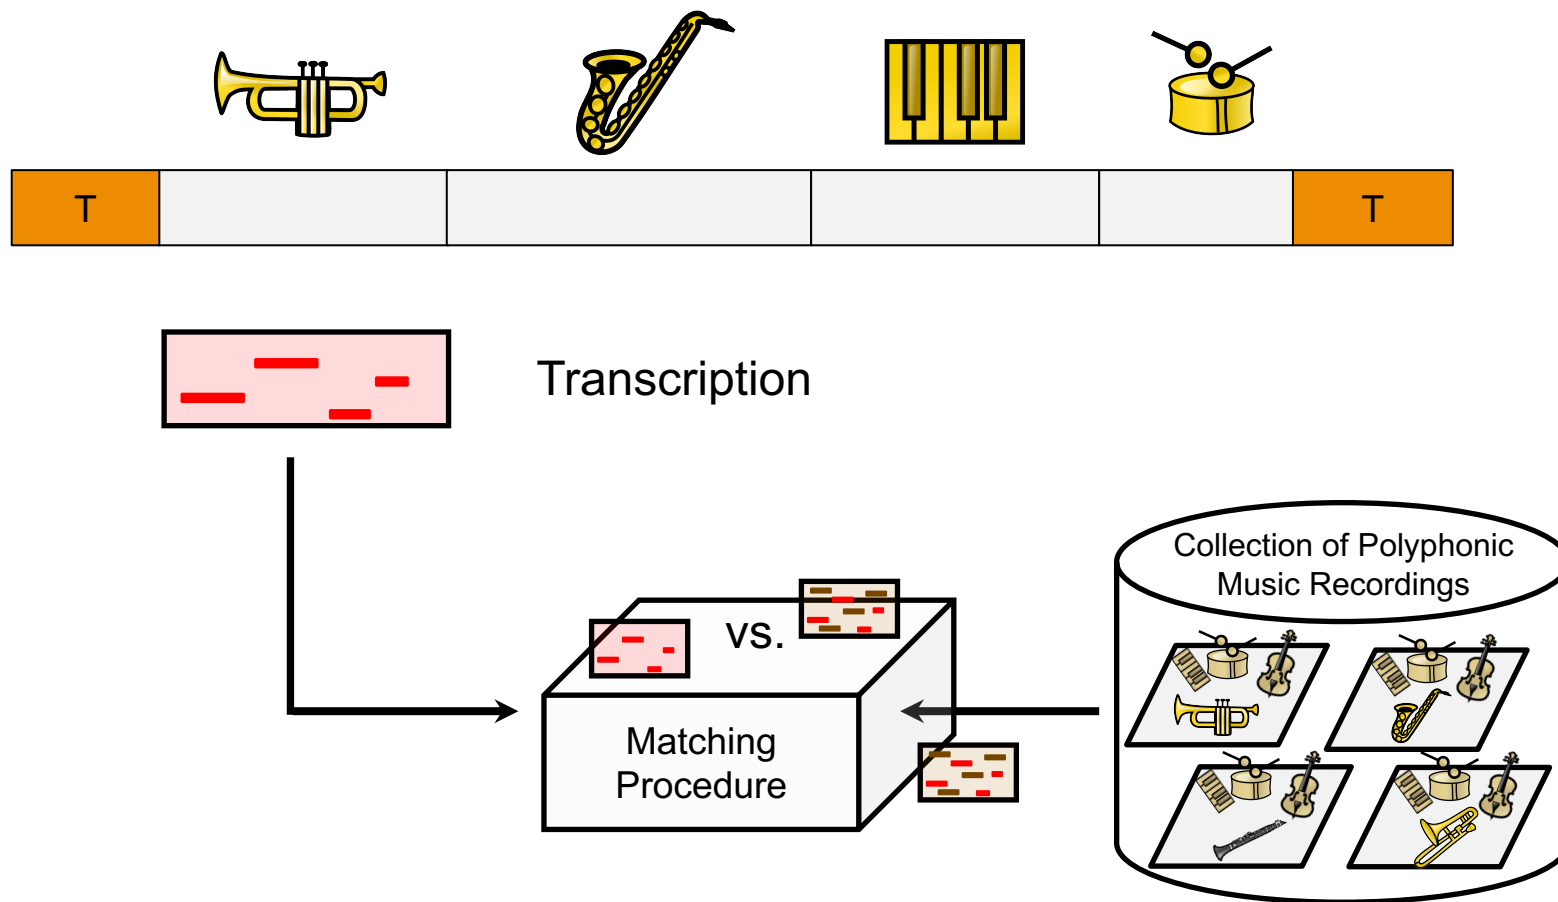 T
T
Transcription
Collection of Polyphonic
Music Recordings
vs.
Matching
Procedure